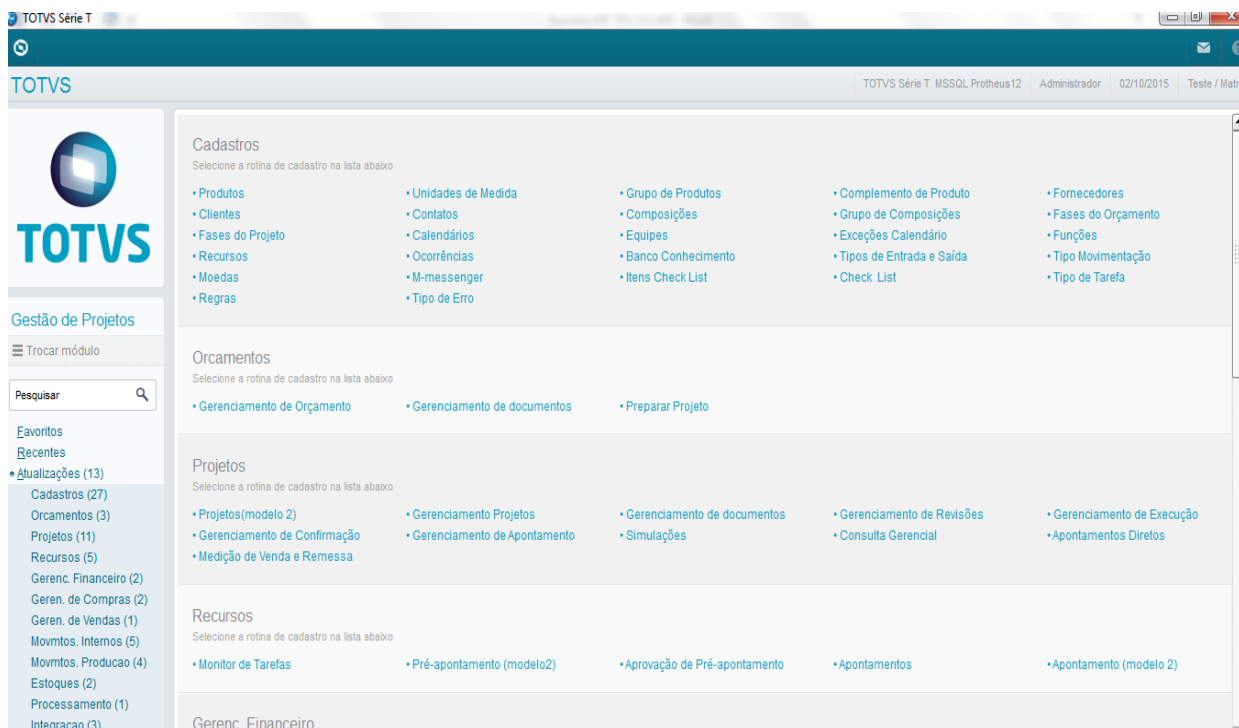 TOTVS Série T
TOTVS
TOTVS Série T MSSQL Protheus12 Administrador 02/10/2015 Teste / Matr
TOTVS
Gestão de Projetos
Trocar módulo
Pesquisar
Favoritos
Recentes
Atualizações (13)
Cadastros (27)
Orcamentos (3)
Projetos (11)
Recursos (5)
Gerenc. Financeiro (2)
Geren. de Compras (2)
Geren. de Vendas (1)
Movmtos. Internos (5)
Movmtos. Producao (4)
Estoques (2)
Processamento (1)
Integracao (3)
Cadastros
Selecione a rotina de cadastro na lista abaixo
• Produtos • Unidades de Medida • Grupo de Produtos • Complemento de Produto • Fornecedores
• Clientes • Contatos • Composições • Grupo de Composições • Fases do Orçamento
• Fases do Projeto • Calendários • Equipes • Exceções Calendário • Funções
• Recursos • Ocorrências • Banco Conhecimento • Tipos de Entrada e Saída • Tipo Movimentação
• Moedas • M-messenger • Itens Check List • Check List • Tipo de Tarefa
• Regras • Tipo de Erro
Orcamentos
Selecione a rotina de cadastro na lista abaixo
• Gerenciamento de Orçamento • Gerenciamento de documentos • Preparar Projeto
Projetos
Selecione a rotina de cadastro na lista abaixo
• Projetos(modelo 2) • Gerenciamento Projetos • Gerenciamento de documentos • Gerenciamento de Revisões • Gerenciamento de Execução
• Gerenciamento de Confirmação • Gerenciamento de Apontamento • Simulações • Consulta Gerencial • Apontamentos Diretos
• Medição de Venda e Remessa
Recursos
Selecione a rotina de cadastro na lista abaixo
• Monitor de Tarefas • Pré-apontamento (modelo2) • Aprovação de Pré-apontamento • Apontamentos • Apontamento (modelo 2)
Gerenc. Financeiro